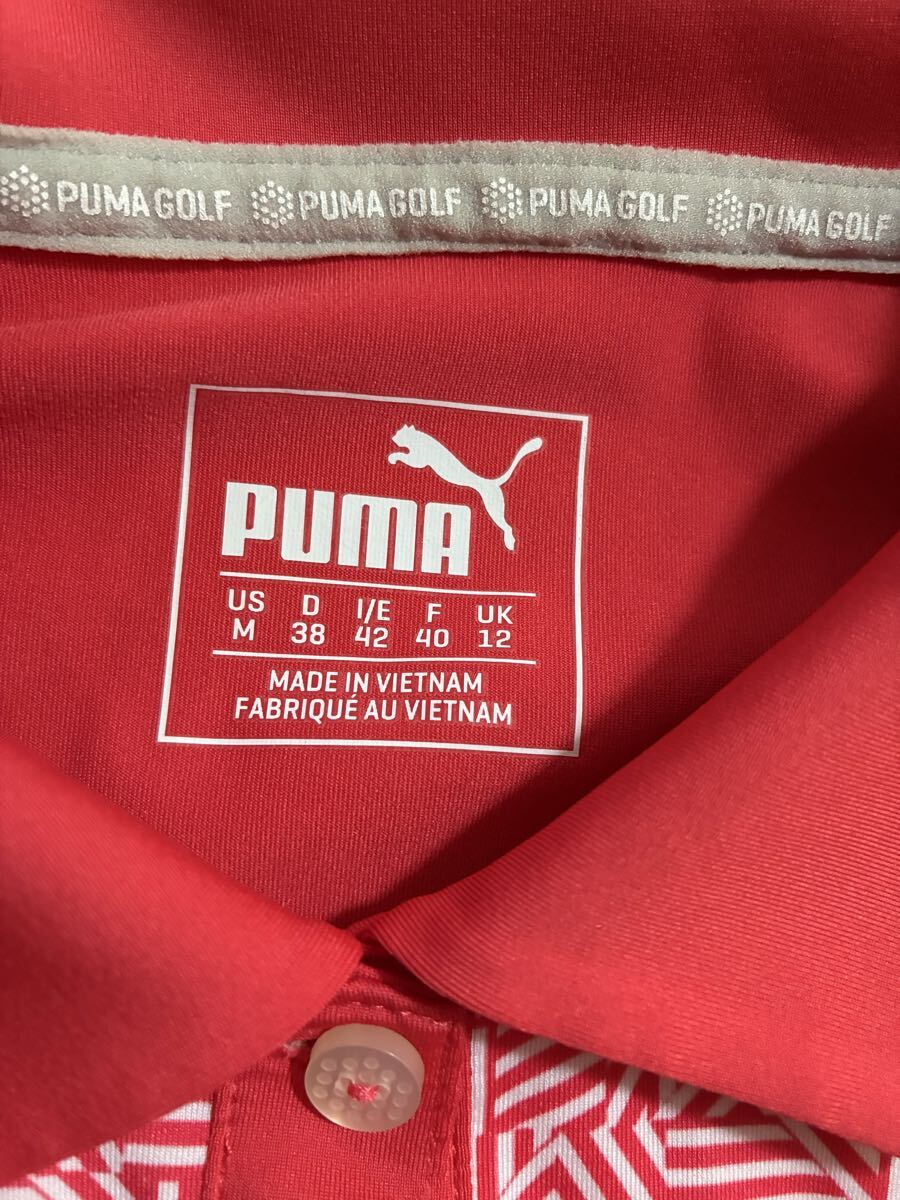 PUMA GOLF PUMA GOLF PUMA GOLF PUMA GOLF
PUMA
US D I/E F UK
M 38 42 40 12
MADE IN VIETNAM
FABRIQUÉ AU VIETNAM